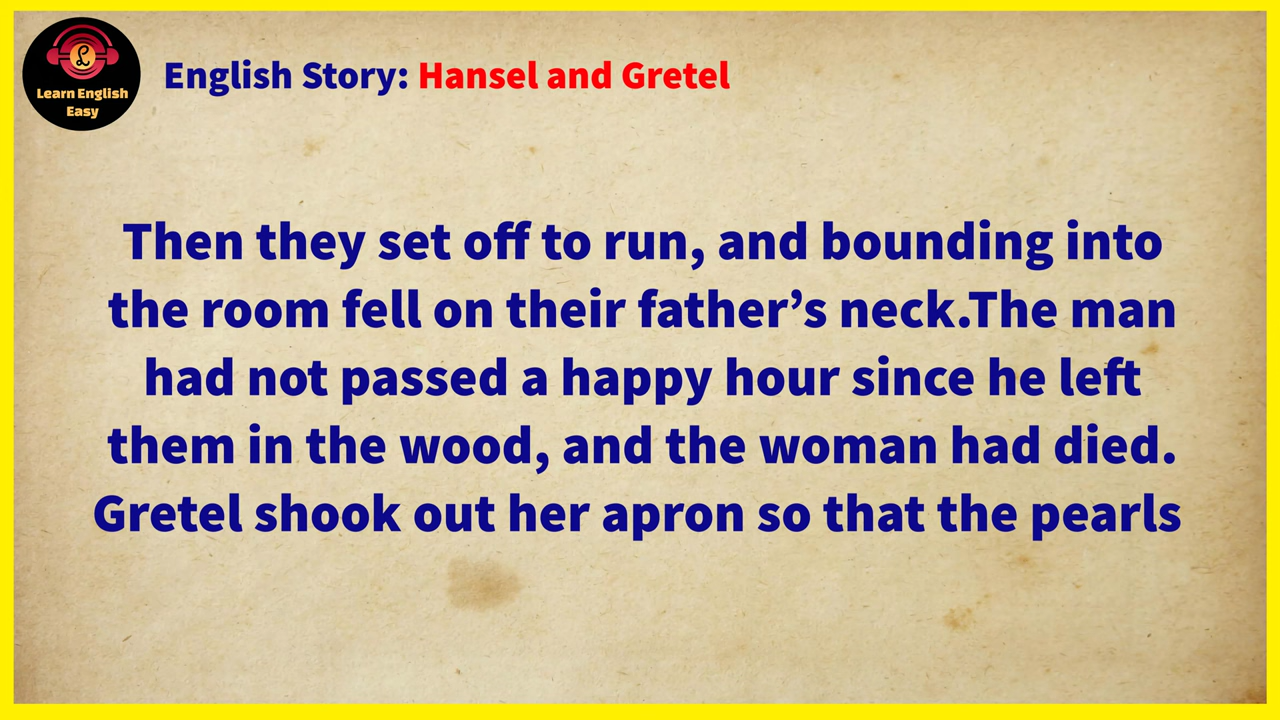 Learn English
Easy
English Story: Hansel and Gretel
Then they set off to run, and bounding into
the room fell on their father’s neck.The man
had not passed a happy hour since he left
them in the wood, and the woman had died.
Gretel shook out her apron so that the pearls